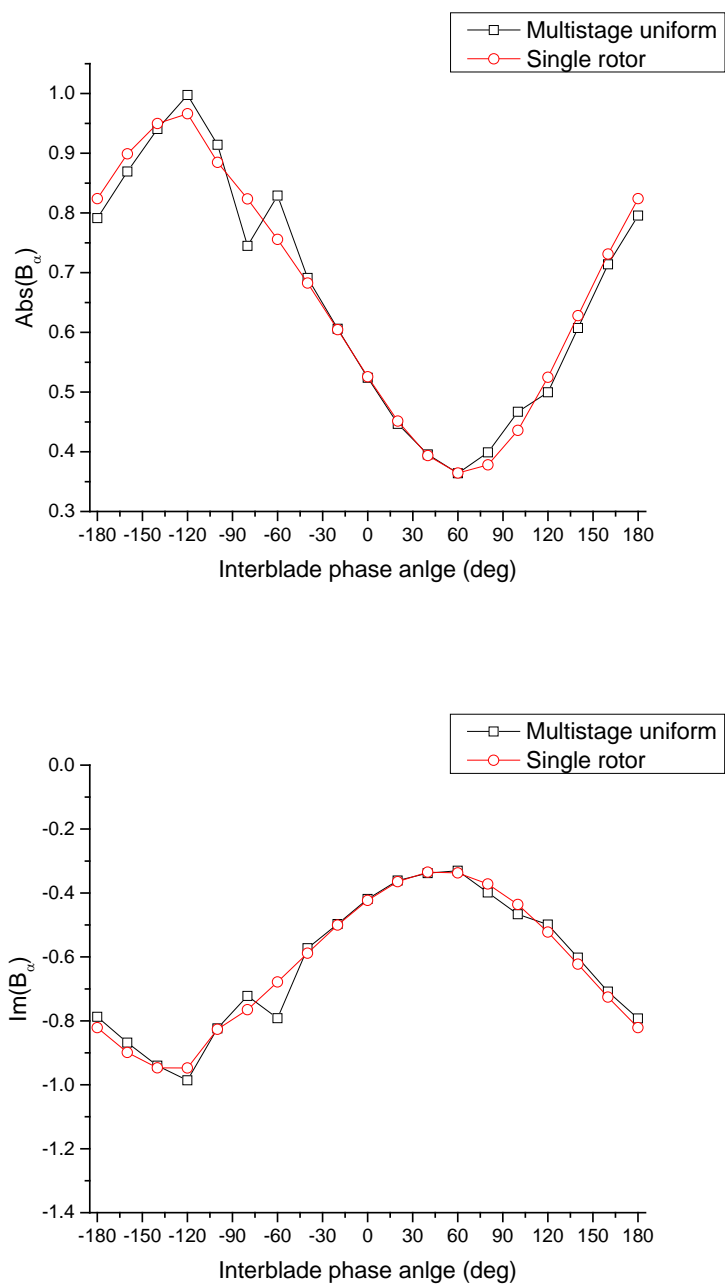 Multistage uniform
Single rotor
1.0
0.9
0.8
0.7
0.6
0.5
0.4
0.3
Abs(Bα)
-180 -150 -120 -90 -60 -30 0 30 60 90 120 150 180
Interblade phase anlge (deg)
Multistage uniform
Single rotor
0.0
-0.2
-0.4
-0.6
-0.8
-1.0
-1.2
-1.4
Im(Bα)
-180 -150 -120 -90 -60 -30 0 30 60 90 120 150 180
Interblade phase anlge (deg)